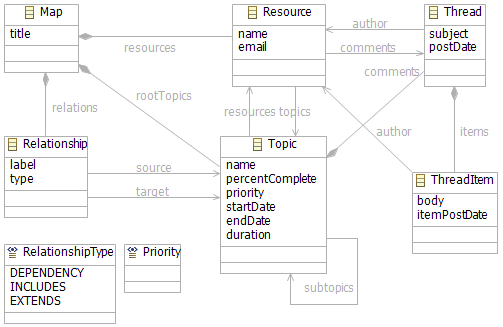 Map
title
Resource
name
email
Thread
subject
postDate
author
comments
resources
comments
relations
rootTopics
resources topics
author
items
Relationship
label
type
source
target
Topic
name
percentComplete
priority
startDate
endDate
duration
ThreadItem
body
itemPostDate
RelationshipType
DEPENDENCY
INCLUDES
EXTENDS
Priority
subtopics